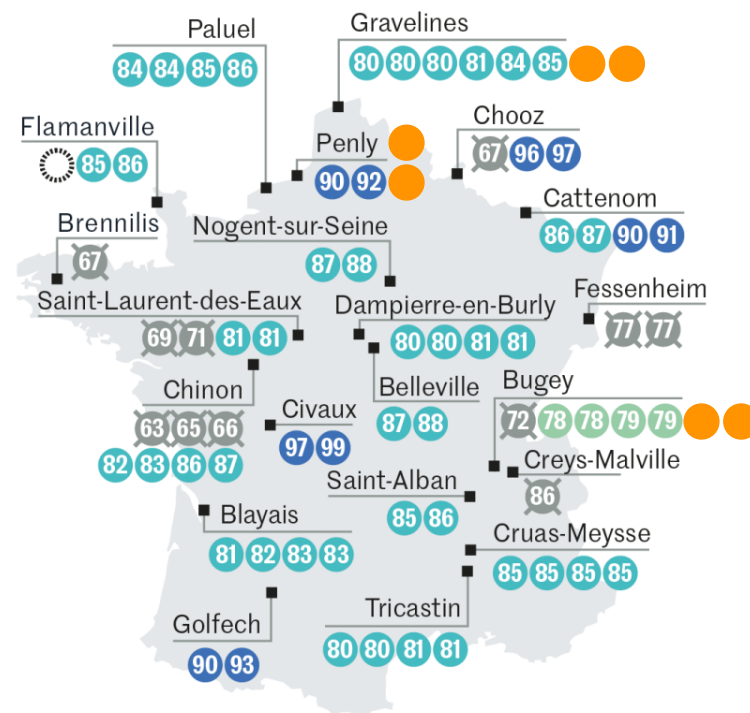 Paluel
84 84 85 86
Gravelines
80 80 80 81 84 85
Flamanville
85 86
Penly
90 92
Chooz
67 96 97
Cattenom
86 87 90 91
Brennilis
67
Nogent-sur-Seine
87 88
Fessenheim
77 77
Saint-Laurent-des-Eaux
69 71 81 81
Dampierre-en-Burly
80 80 81 81
Chinon
63 65 66
82 83 86 87
Civaux
97 99
Belleville
87 88
Bugey
72 78 78 79 79
Creys-Malville
86
Saint-Alban
85 86
Blayais
81 82 83 83
Cruas-Meysse
85 85 85 85
Golfech
90 93
Tricastin
80 80 81 81